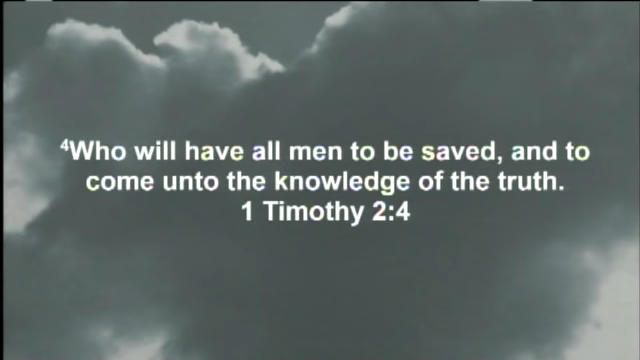 ⁴Who will have all men to be saved, and to
come unto the knowledge of the truth.
1 Timothy 2:4